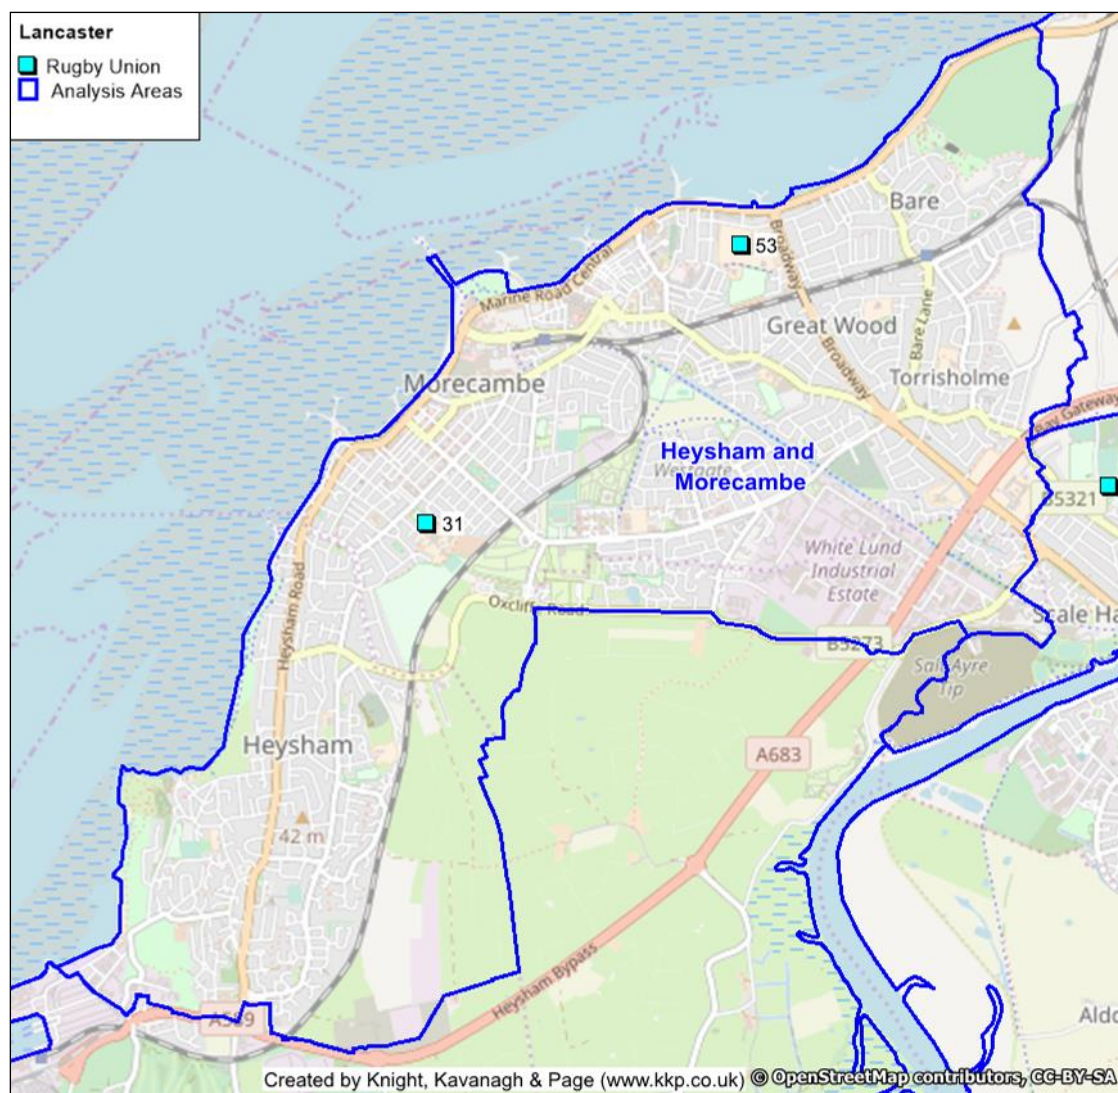 Lancaster
Rugby Union
Analysis Areas
Bare
53
Broadway
Marine Road Central
Great Wood
Bare Lane
Broadway
Torrisholme
Morecambe
Bay Gateway
Heysham and
Morecambe
Westgate
B5321
31
White Lund
Industrial
Estate
Heysham Road
Oxcliffe Road
Scale Ha
B5273
Salt Ayre
Tip
Heysham
A683
42 m
Heysham Bypass
A589
Aldc
Created by Knight, Kavanagh & Page (www.kkp.co.uk) © OpenStreetMap contributors, CC-BY-SA